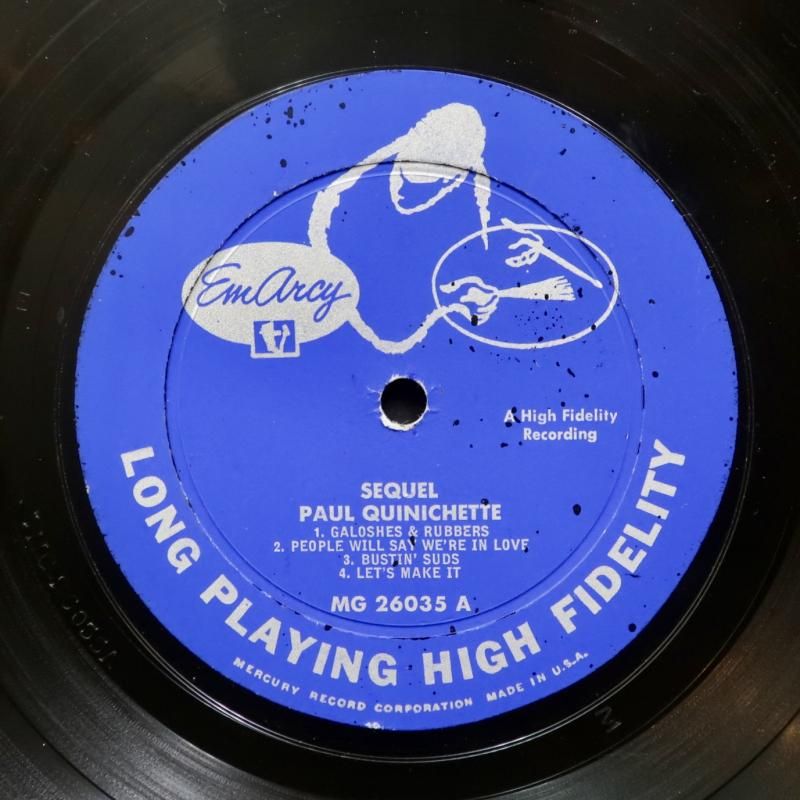 EmArcy
A High Fidelity
Recording
SEQUEL
PAUL QUINICHETTE
1. GALOSHES & RUBBERS
2. PEOPLE WILL SAY WE'RE IN LOVE
3. BUSTIN' SUDS
4. LET'S MAKE IT
MG 26035 A
LONG PLAYING HIGH FIDELITY
MERCURY RECORD CORPORATION MADE IN U.S.A.
M